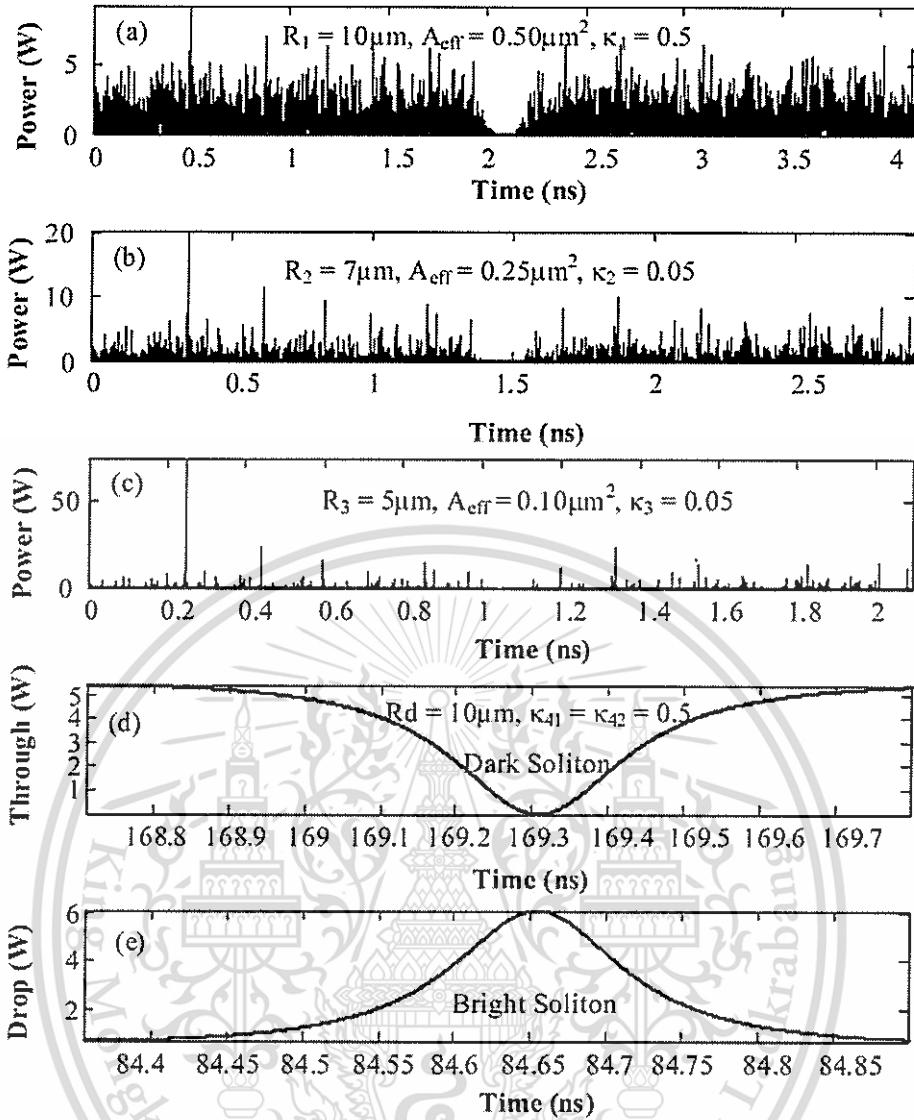 (a)
R₁ = 10μm, A_eff = 0.50μm², κ₁ = 0.5
Power (W)
5
0
0 0.5 1 1.5 2 2.5 3 3.5 4
Time (ns)
(b)
R₂ = 7μm, A_eff = 0.25μm², κ₂ = 0.05
Power (W)
20
10
0
0 0.5 1 1.5 2 2.5
Time (ns)
(c)
R₃ = 5μm, A_eff = 0.10μm², κ₃ = 0.05
Power (W)
50
0
0 0.2 0.4 0.6 0.8 1 1.2 1.4 1.6 1.8 2
Time (ns)
(d)
Rd = 10μm, κ₄₁ = κ₄₂ = 0.5
Dark Soliton
Through (W)
5
4
3
2
1
168.8 168.9 169 169.1 169.2 169.3 169.4 169.5 169.6 169.7
Time (ns)
(e)
Bright Soliton
Drop (W)
6
4
2
84.4 84.45 84.5 84.55 84.6 84.65 84.7 84.75 84.8 84.85
Time (ns)